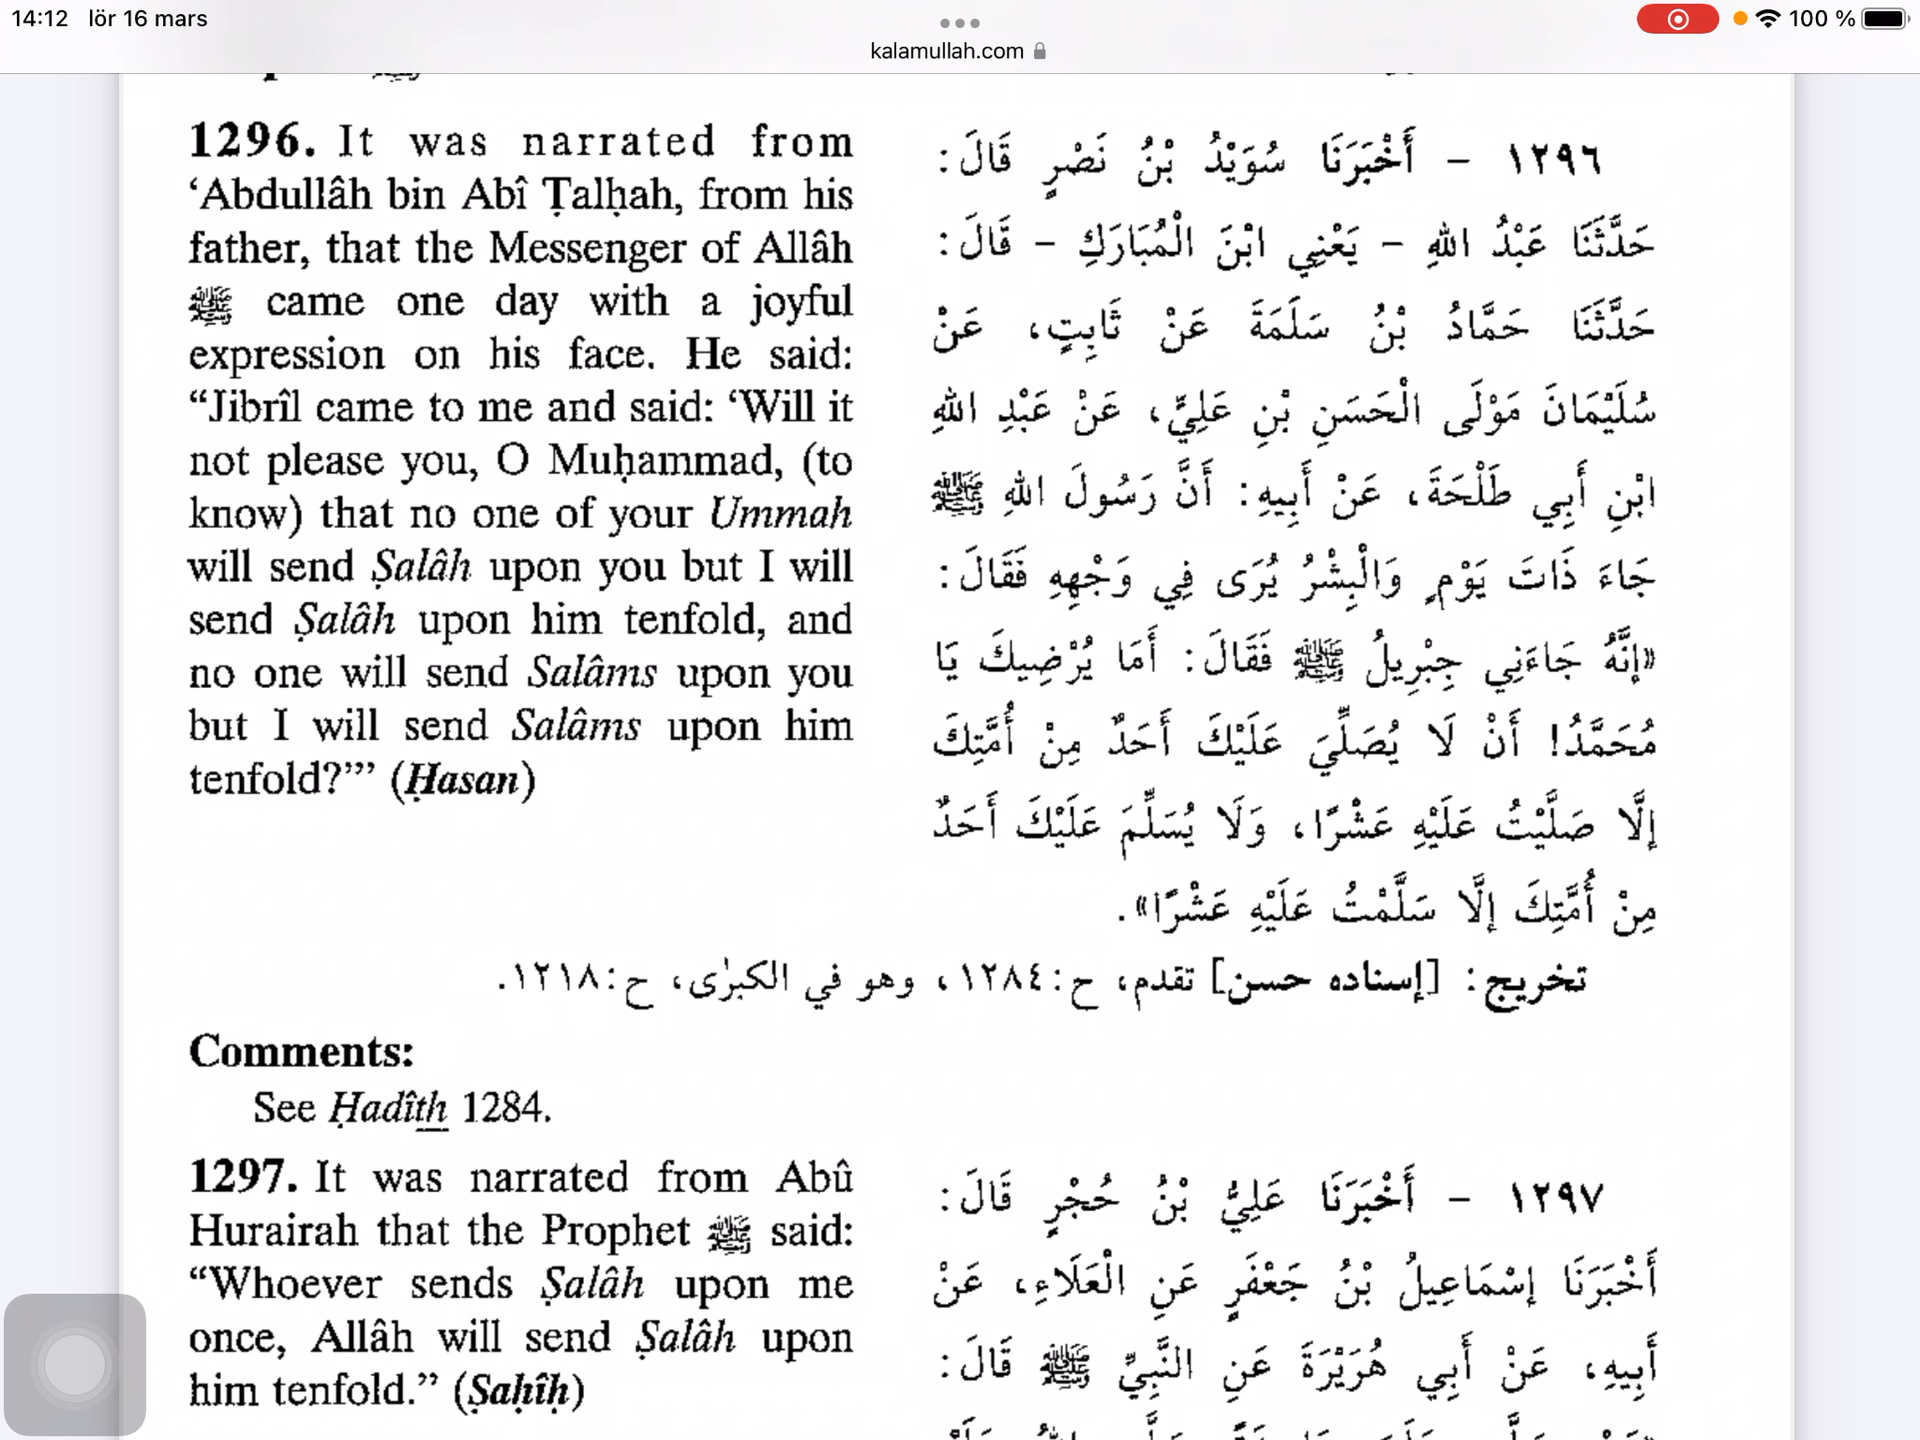 14:12 lör 16 mars
100 %
kalamullah.com
1296. It was narrated from
‘Abdullâh bin Abî Ṭalḥah, from his
father, that the Messenger of Allâh
ﷺ came one day with a joyful
expression on his face. He said:
“Jibrîl came to me and said: ‘Will it
not please you, O Muḥammad, (to
know) that no one of your Ummah
will send Ṣalâh upon you but I will
send Ṣalâh upon him tenfold, and
no one will send Salâms upon you
but I will send Salâms upon him
tenfold?’” (Ḥasan)
١٢٩٦ – أَخْبَرَنَا سُوَيْدُ بْنُ نَصْرٍ قَالَ:
حَدَّثَنَا عَبْدُ اللهِ – يَعْنِي ابْنَ الْمُبَارَكِ – قَالَ:
حَدَّثَنَا حَمَّادُ بْنُ سَلَمَةَ عَنْ ثَابِتٍ، عَنْ
سُلَيْمَانَ مَوْلَى الْحَسَنِ بْنِ عَلِيٍّ، عَنْ عَبْدِ اللهِ
ابْنِ أَبِي طَلْحَةَ، عَنْ أَبِيهِ: أَنَّ رَسُولَ اللهِ ﷺ
جَاءَ ذَاتَ يَوْمٍ وَالْبِشْرُ يُرَى فِي وَجْهِهِ فَقَالَ:
«إِنَّهُ جَاءَنِي جِبْرِيلُ ﷺ فَقَالَ: أَمَا يُرْضِيكَ يَا
مُحَمَّدُ! أَنْ لَا يُصَلِّيَ عَلَيْكَ أَحَدٌ مِنْ أُمَّتِكَ
إِلَّا صَلَّيْتُ عَلَيْهِ عَشْرًا، وَلَا يُسَلِّمَ عَلَيْكَ أَحَدٌ
مِنْ أُمَّتِكَ إِلَّا سَلَّمْتُ عَلَيْهِ عَشْرًا».
تخريج: [إسناده حسن] تقدم، ح:١٢٨٤، وهو في الكبرٰى، ح:١٢١٨.
Comments:
See Ḥadîth 1284.
1297. It was narrated from Abû
Hurairah that the Prophet ﷺ said:
“Whoever sends Ṣalâh upon me
once, Allâh will send Ṣalâh upon
him tenfold.” (Ṣaḥîḥ)
١٢٩٧ – أَخْبَرَنَا عَلِيُّ بْنُ حُجْرٍ قَالَ:
أَخْبَرَنَا إِسْمَاعِيلُ بْنُ جَعْفَرٍ عَنِ الْعَلَاءِ، عَنْ
أَبِيهِ، عَنْ أَبِي هُرَيْرَةَ عَنِ النَّبِيِّ ﷺ قَالَ: